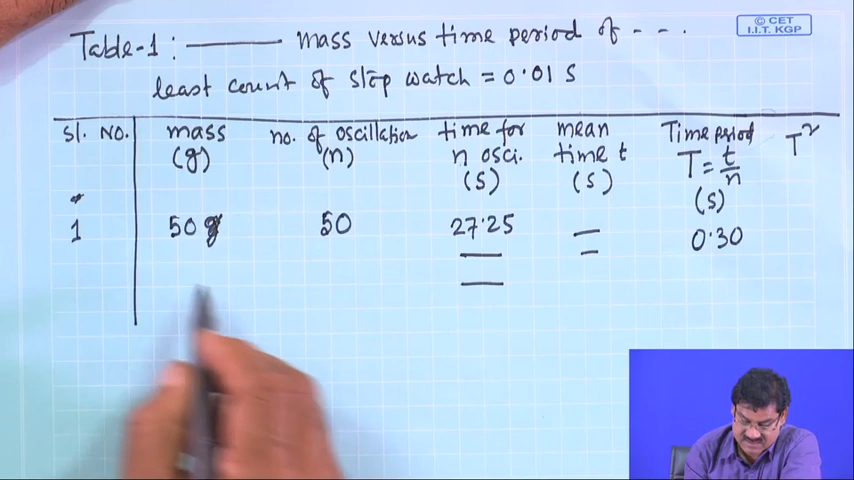 Table-1: ——— mass versus time period of - - .
© CET
I.I.T. KGP
least count of stop watch = 0.01 s
Sl. NO. mass (g) no. of oscillation (n) time for n osci. (s) mean time t (s) Time period T = t/n (s) T²
1 50 50 27.25 = 0.30